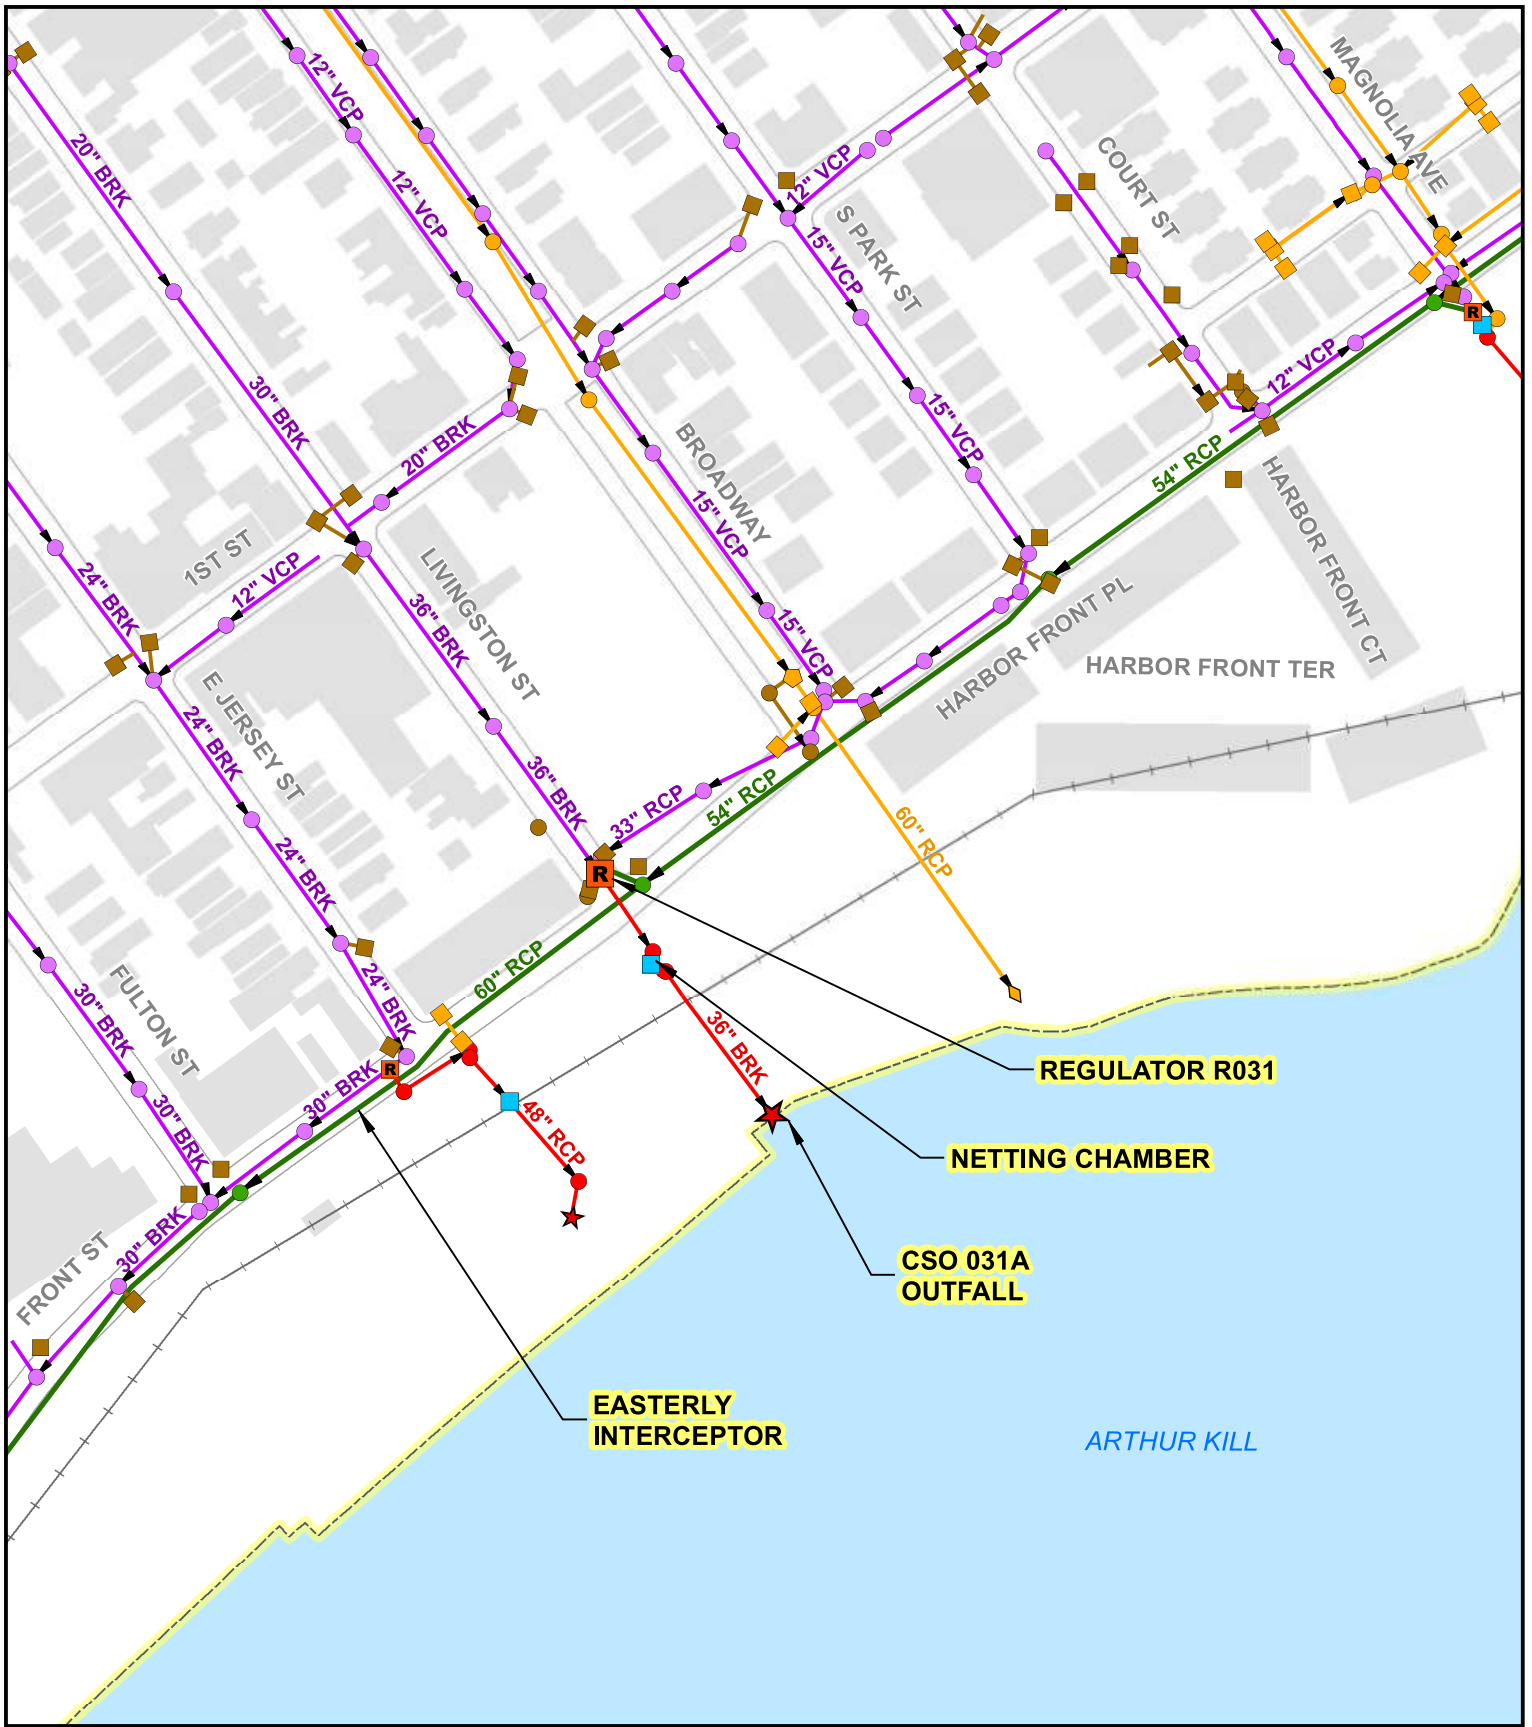 12" VCP
MAGNOLIA AVE
20" BRK
12" VCP
COURT ST
12" VCP
S PARK ST
15" VCP
12" VCP
30" BRK
20" BRK
15" VCP
54" RCP
BROADWAY
15" VCP
HARBOR FRONT CT
1ST ST
12" VCP
24" BRK
LIVINGSTON ST
36" BRK
15" VCP
HARBOR FRONT PL
HARBOR FRONT TER
E JERSEY ST
24" BRK
36" BRK
33" RCP
54" RCP
60" RCP
24" BRK
R
R
60" RCP
24" BRK
FULTON ST
30" BRK
36" BRK
REGULATOR R031
R
30" BRK
30" BRK
48" RCP
NETTING CHAMBER
30" BRK
FRONT ST
CSO 031A
OUTFALL
EASTERLY
INTERCEPTOR
ARTHUR KILL